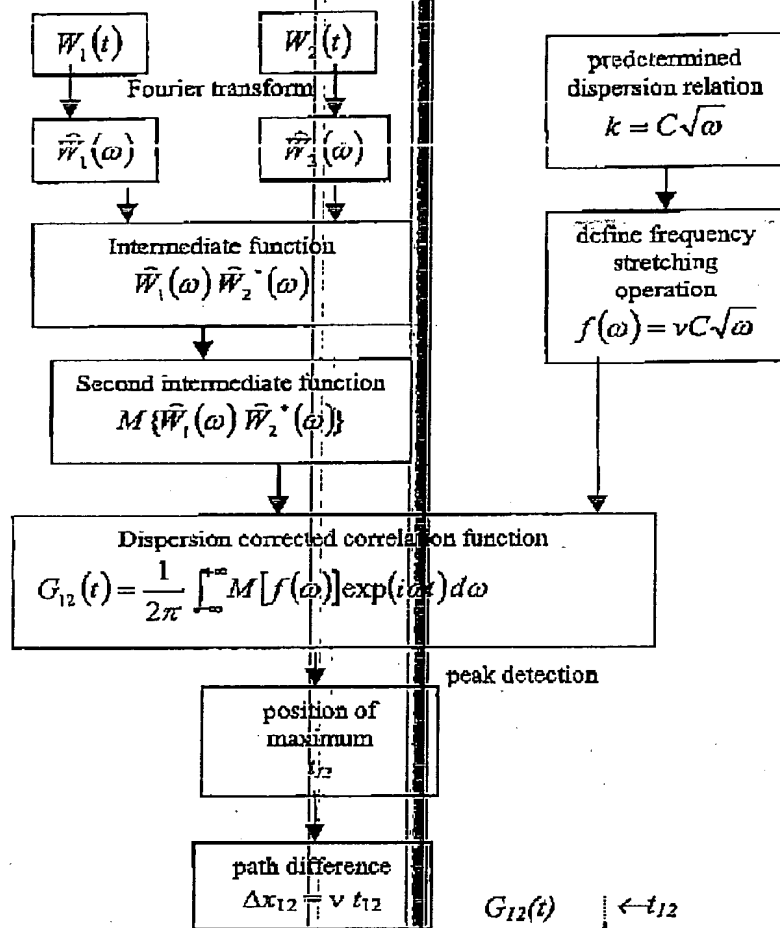 W₁(t)
W₂(t)
Fourier transform
Ŵ₁(ω)
Ŵ₂(ω)
predetermined
dispersion relation
k = C√ω
Intermediate function
Ŵ₁(ω) Ŵ₂*(ω)
define frequency
stretching
operation
f(ω) = νC√ω
Second intermediate function
M{Ŵ₁(ω) Ŵ₂*(ω)}
Dispersion corrected correlation function
G₁₂(t) = 1/2π ∫₋∞⁺∞ M[f(ω)]exp(iωt)dω
peak detection
position of
maximum
t₁₂
path difference
Δx₁₂ = ν t₁₂
G₁₂(t) ←t₁₂